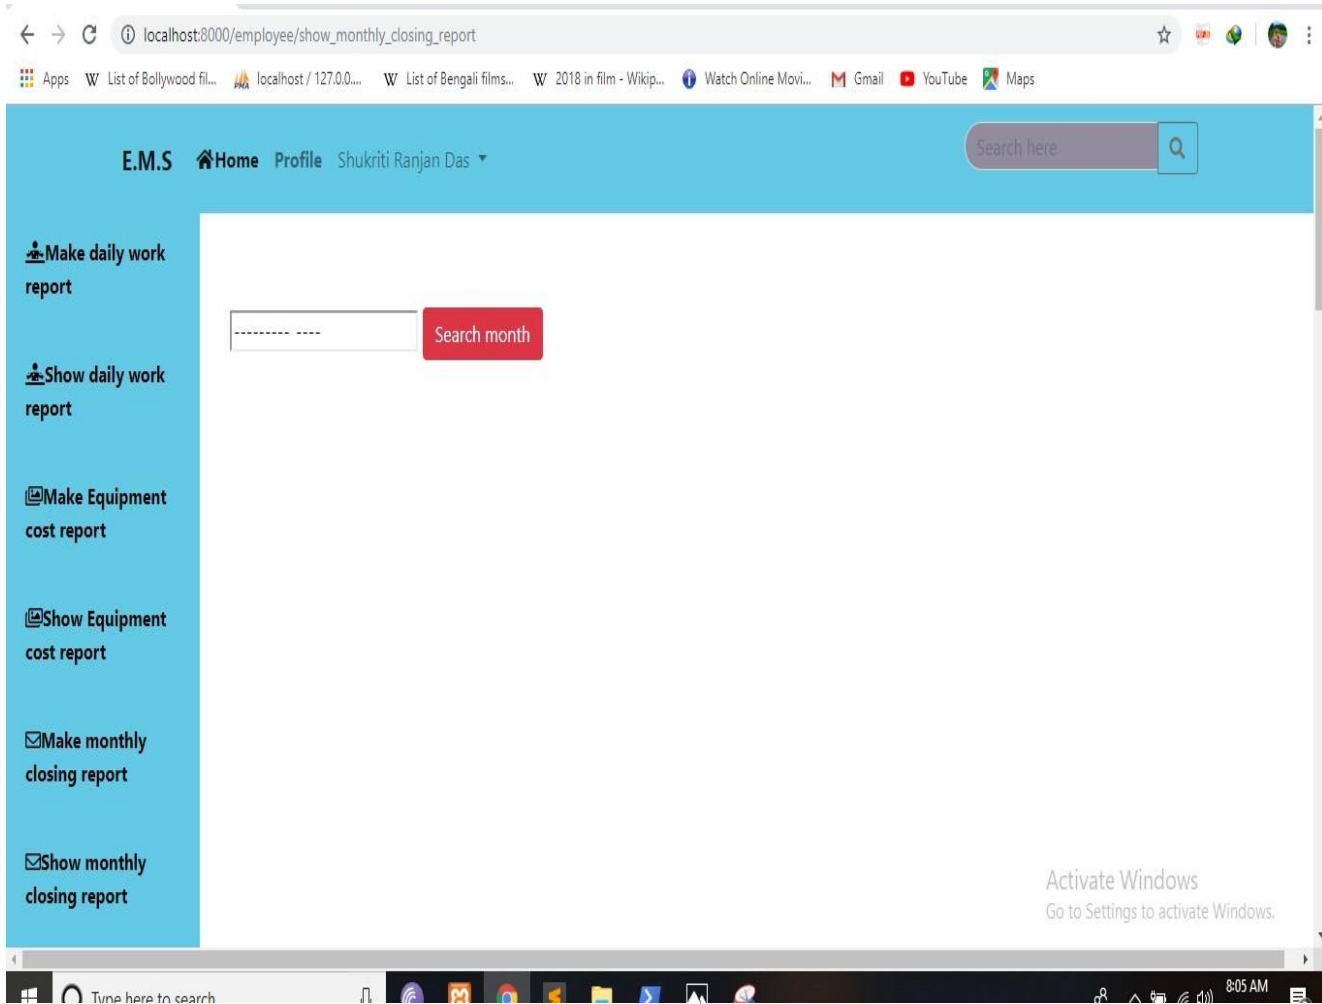 localhost:8000/employee/show_monthly_closing_report
Apps W List of Bollywood fil... localhost / 127.0.0.... W List of Bengali films... W 2018 in film - Wikip... Watch Online Movi... Gmail YouTube Maps
E.M.S Home Profile Shukriti Ranjan Das Search here
Make daily work
report
--------- ---- Search month
Show daily work
report
Make Equipment
cost report
Show Equipment
cost report
Make monthly
closing report
Show monthly
closing report
Activate Windows
Go to Settings to activate Windows.
Type here to search 8:05 AM